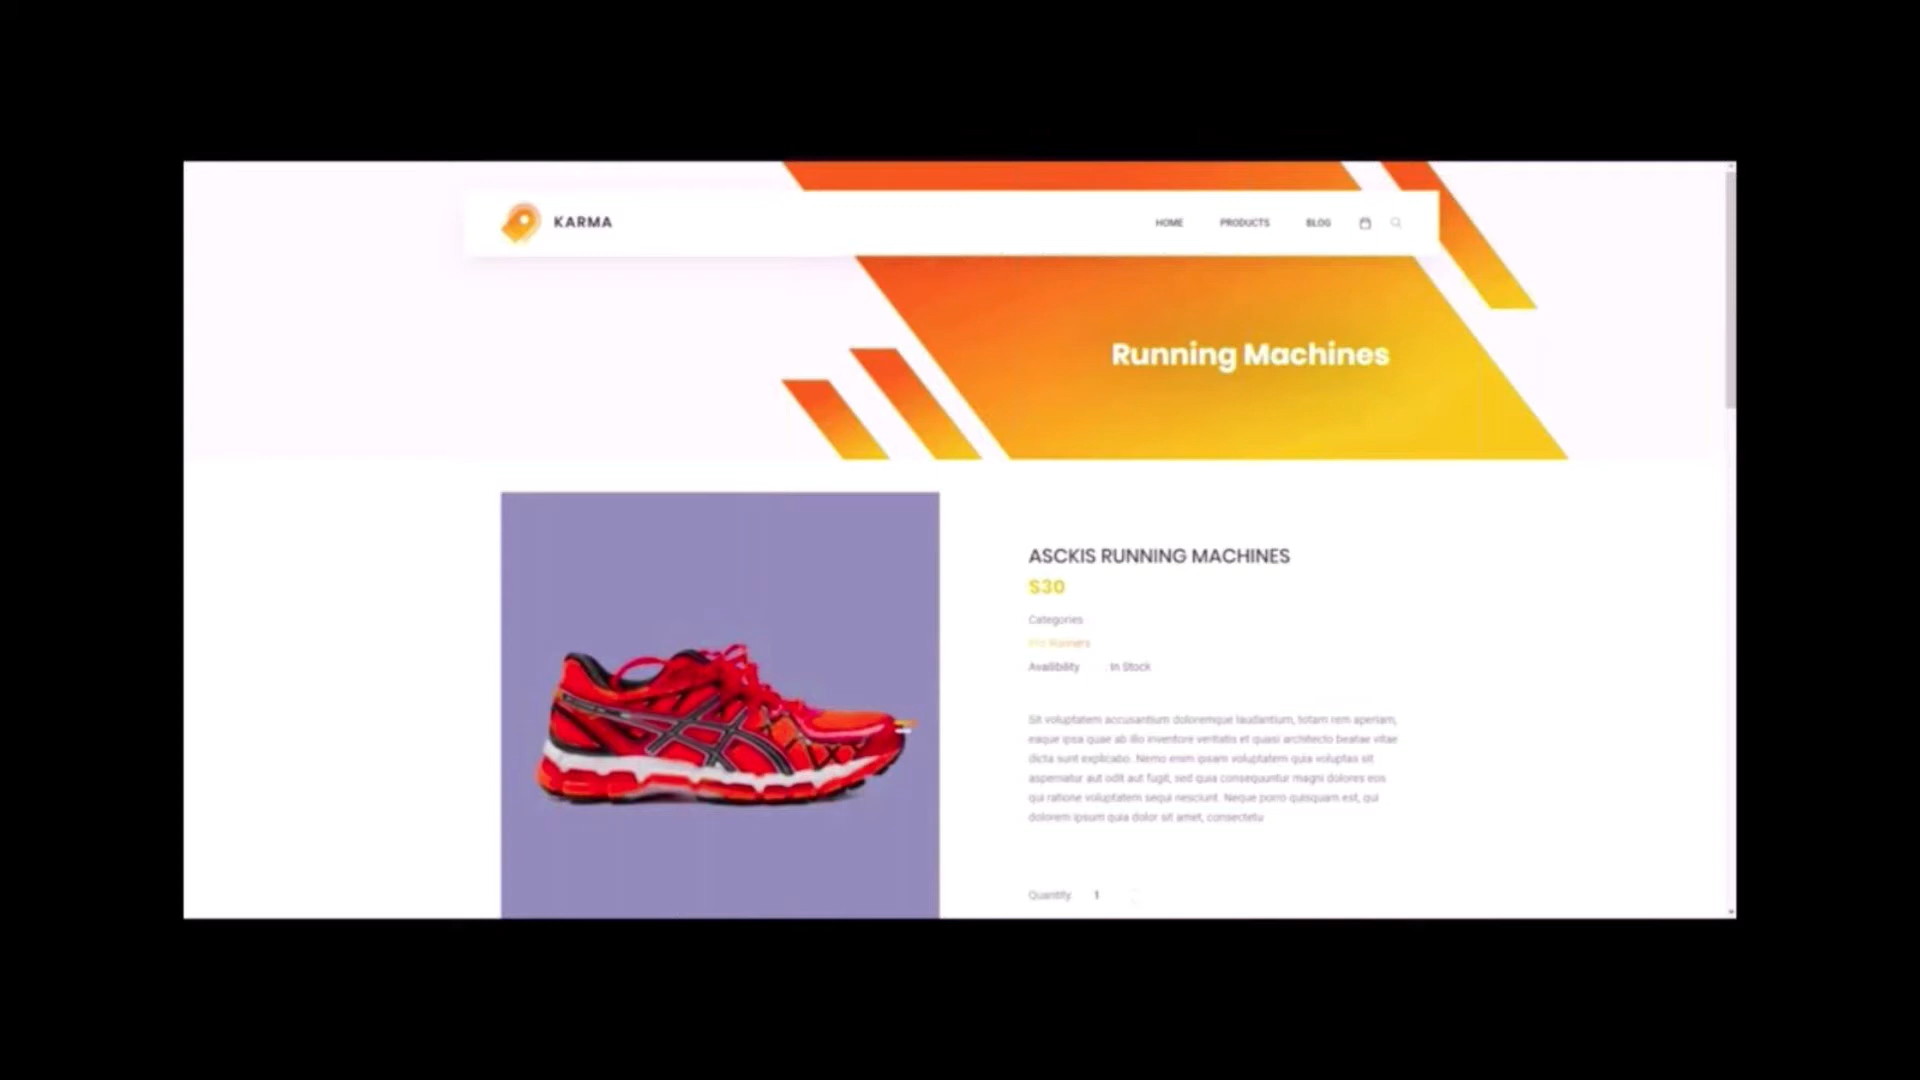 KARMA
HOME PRODUCTS BLOG
Running Machines
ASCKIS RUNNING MACHINES
$30
Categories
Runners
Availibility : In Stock
Sit voluptatem accusantium doloremque laudantium, totam rem aperiam,
eaque ipsa quae ab illo inventore veritatis et quasi architecto beatae vitae
dicta sunt explicabo. Nemo enim ipsam voluptatem quia voluptas sit
aspernatur aut odit aut fugit, sed quia consequuntur magni dolores eos
qui ratione voluptatem sequi nesciunt. Neque porro quisquam est, qui
dolorem ipsum quia dolor sit amet, consectetu
Quantity: 1